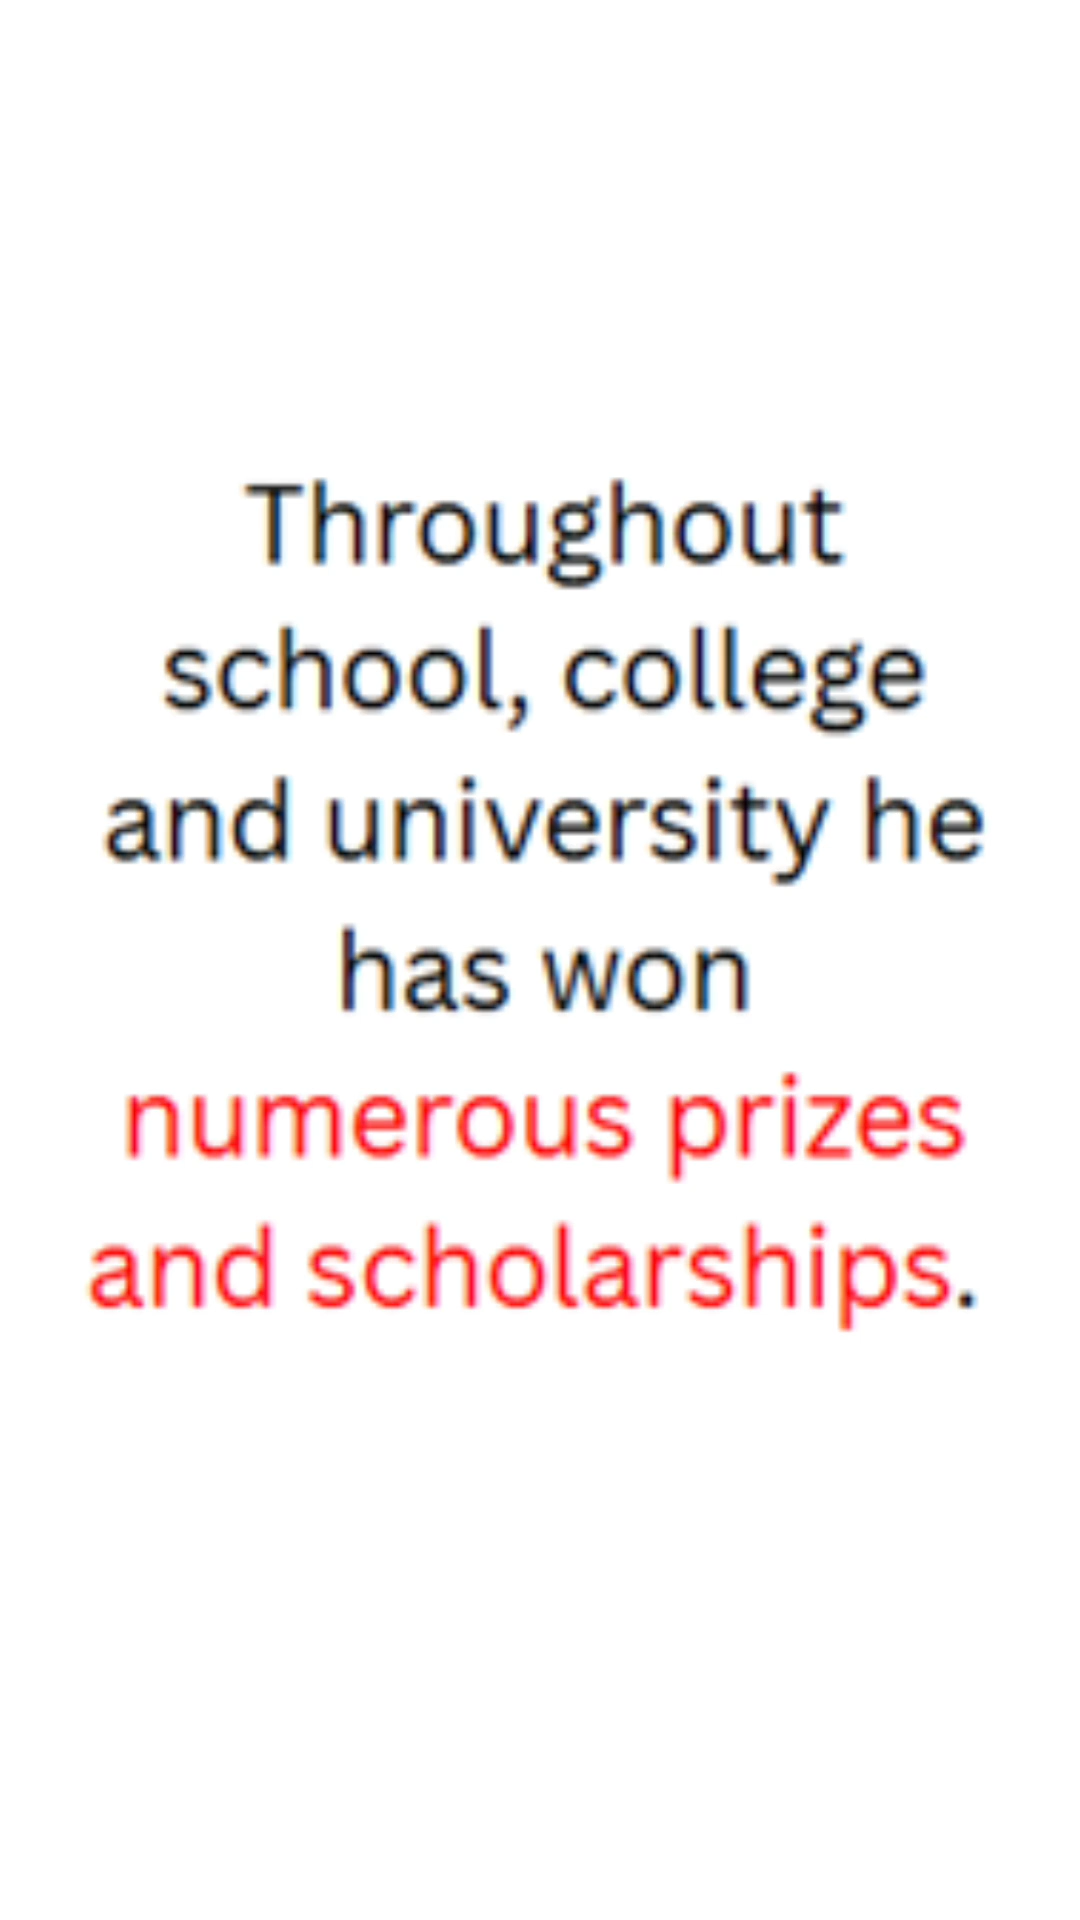 Throughout
school, college
and university he
has won
numerous prizes
and scholarships.